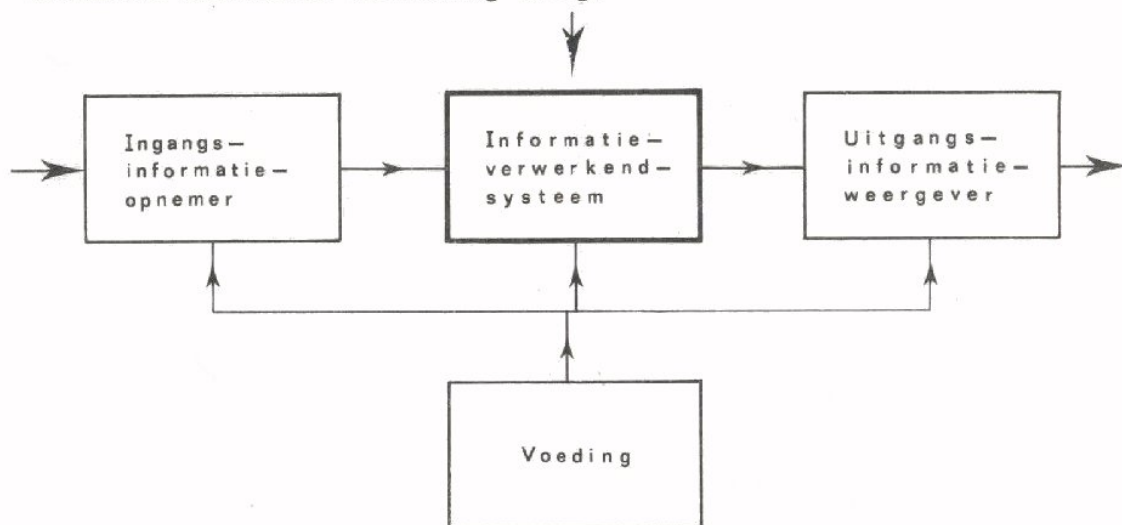 Ingangs–
informatie–
opnemer
Informatie–
verwerkend–
systeem
Uitgangs–
informatie–
weergever
Voeding